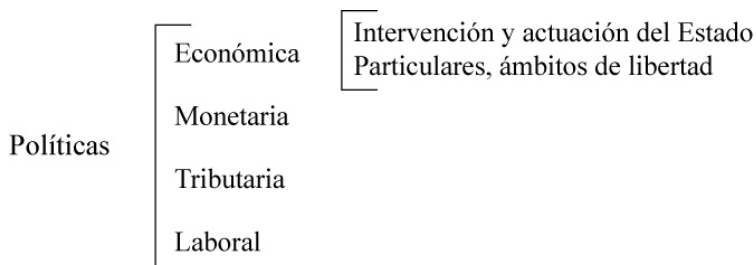 Políticas
Económica
Intervención y actuación del Estado
Particulares, ámbitos de libertad
Monetaria
Tributaria
Laboral